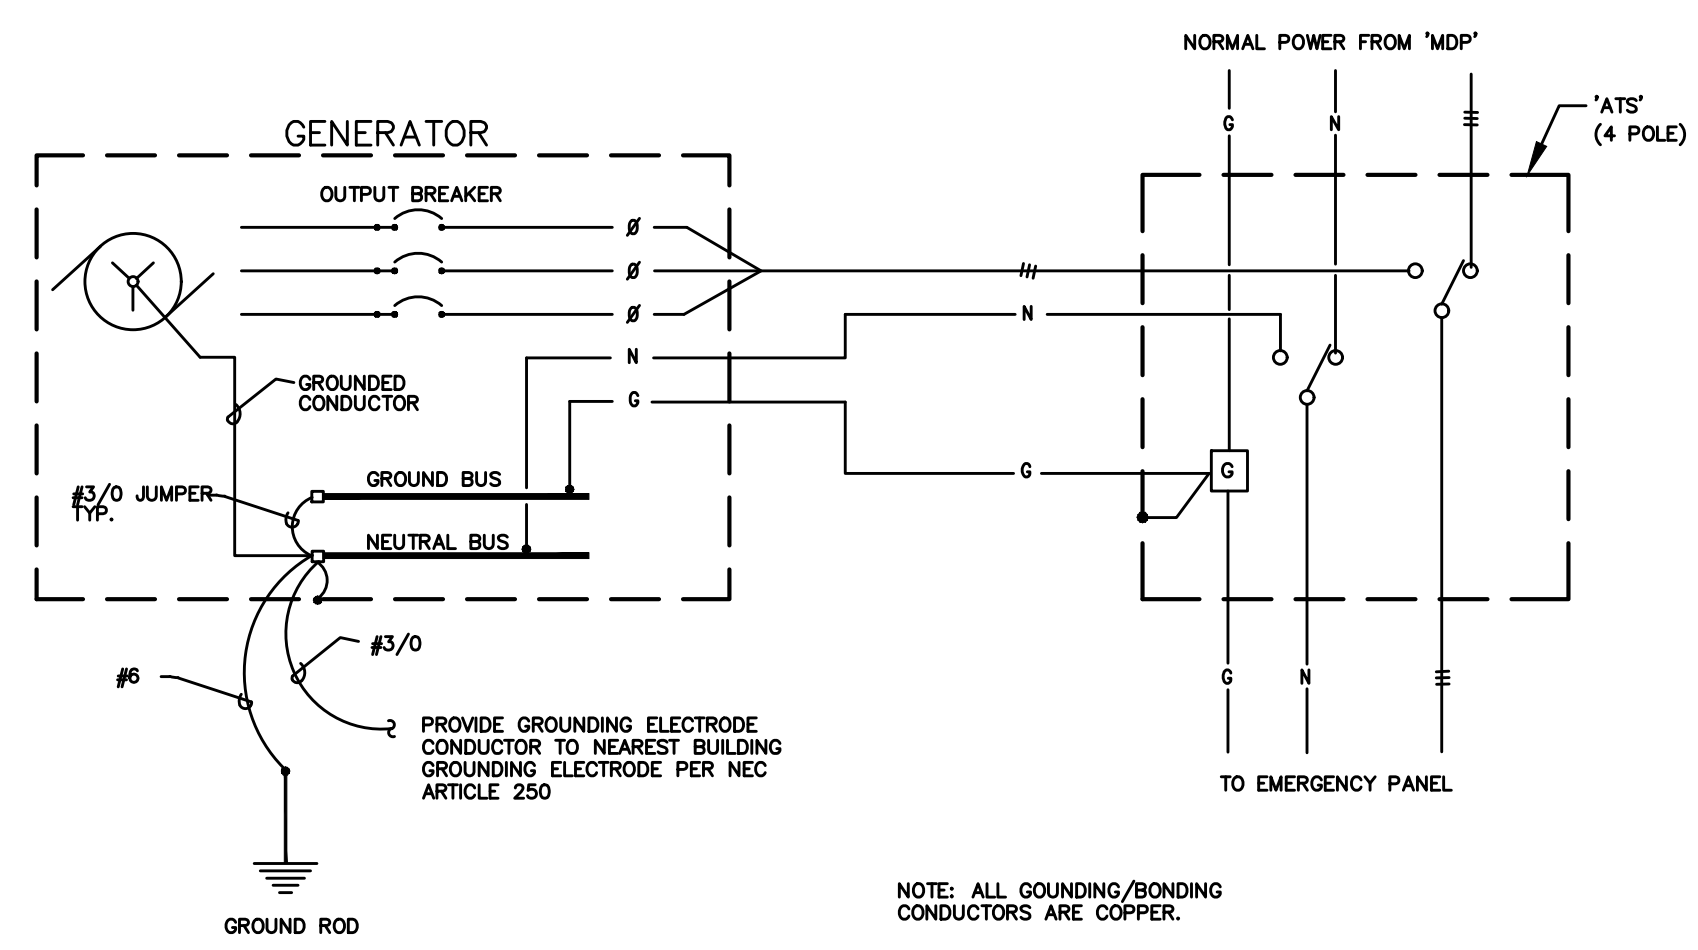 NORMAL POWER FROM 'MDP'
'ATS'
(4 POLE)
G
N
GENERATOR
OUTPUT BREAKER
Ø
Ø
Ø
N
G
N
G
G
GROUNDED
CONDUCTOR
GROUND BUS
#3/0 JUMPER
TYP.
NEUTRAL BUS
#3/0
#6
G
N
PROVIDE GROUNDING ELECTRODE
CONDUCTOR TO NEAREST BUILDING
GROUNDING ELECTRODE PER NEC
ARTICLE 250
TO EMERGENCY PANEL
GROUND ROD
NOTE: ALL GOUNDING/BONDING
CONDUCTORS ARE COPPER.